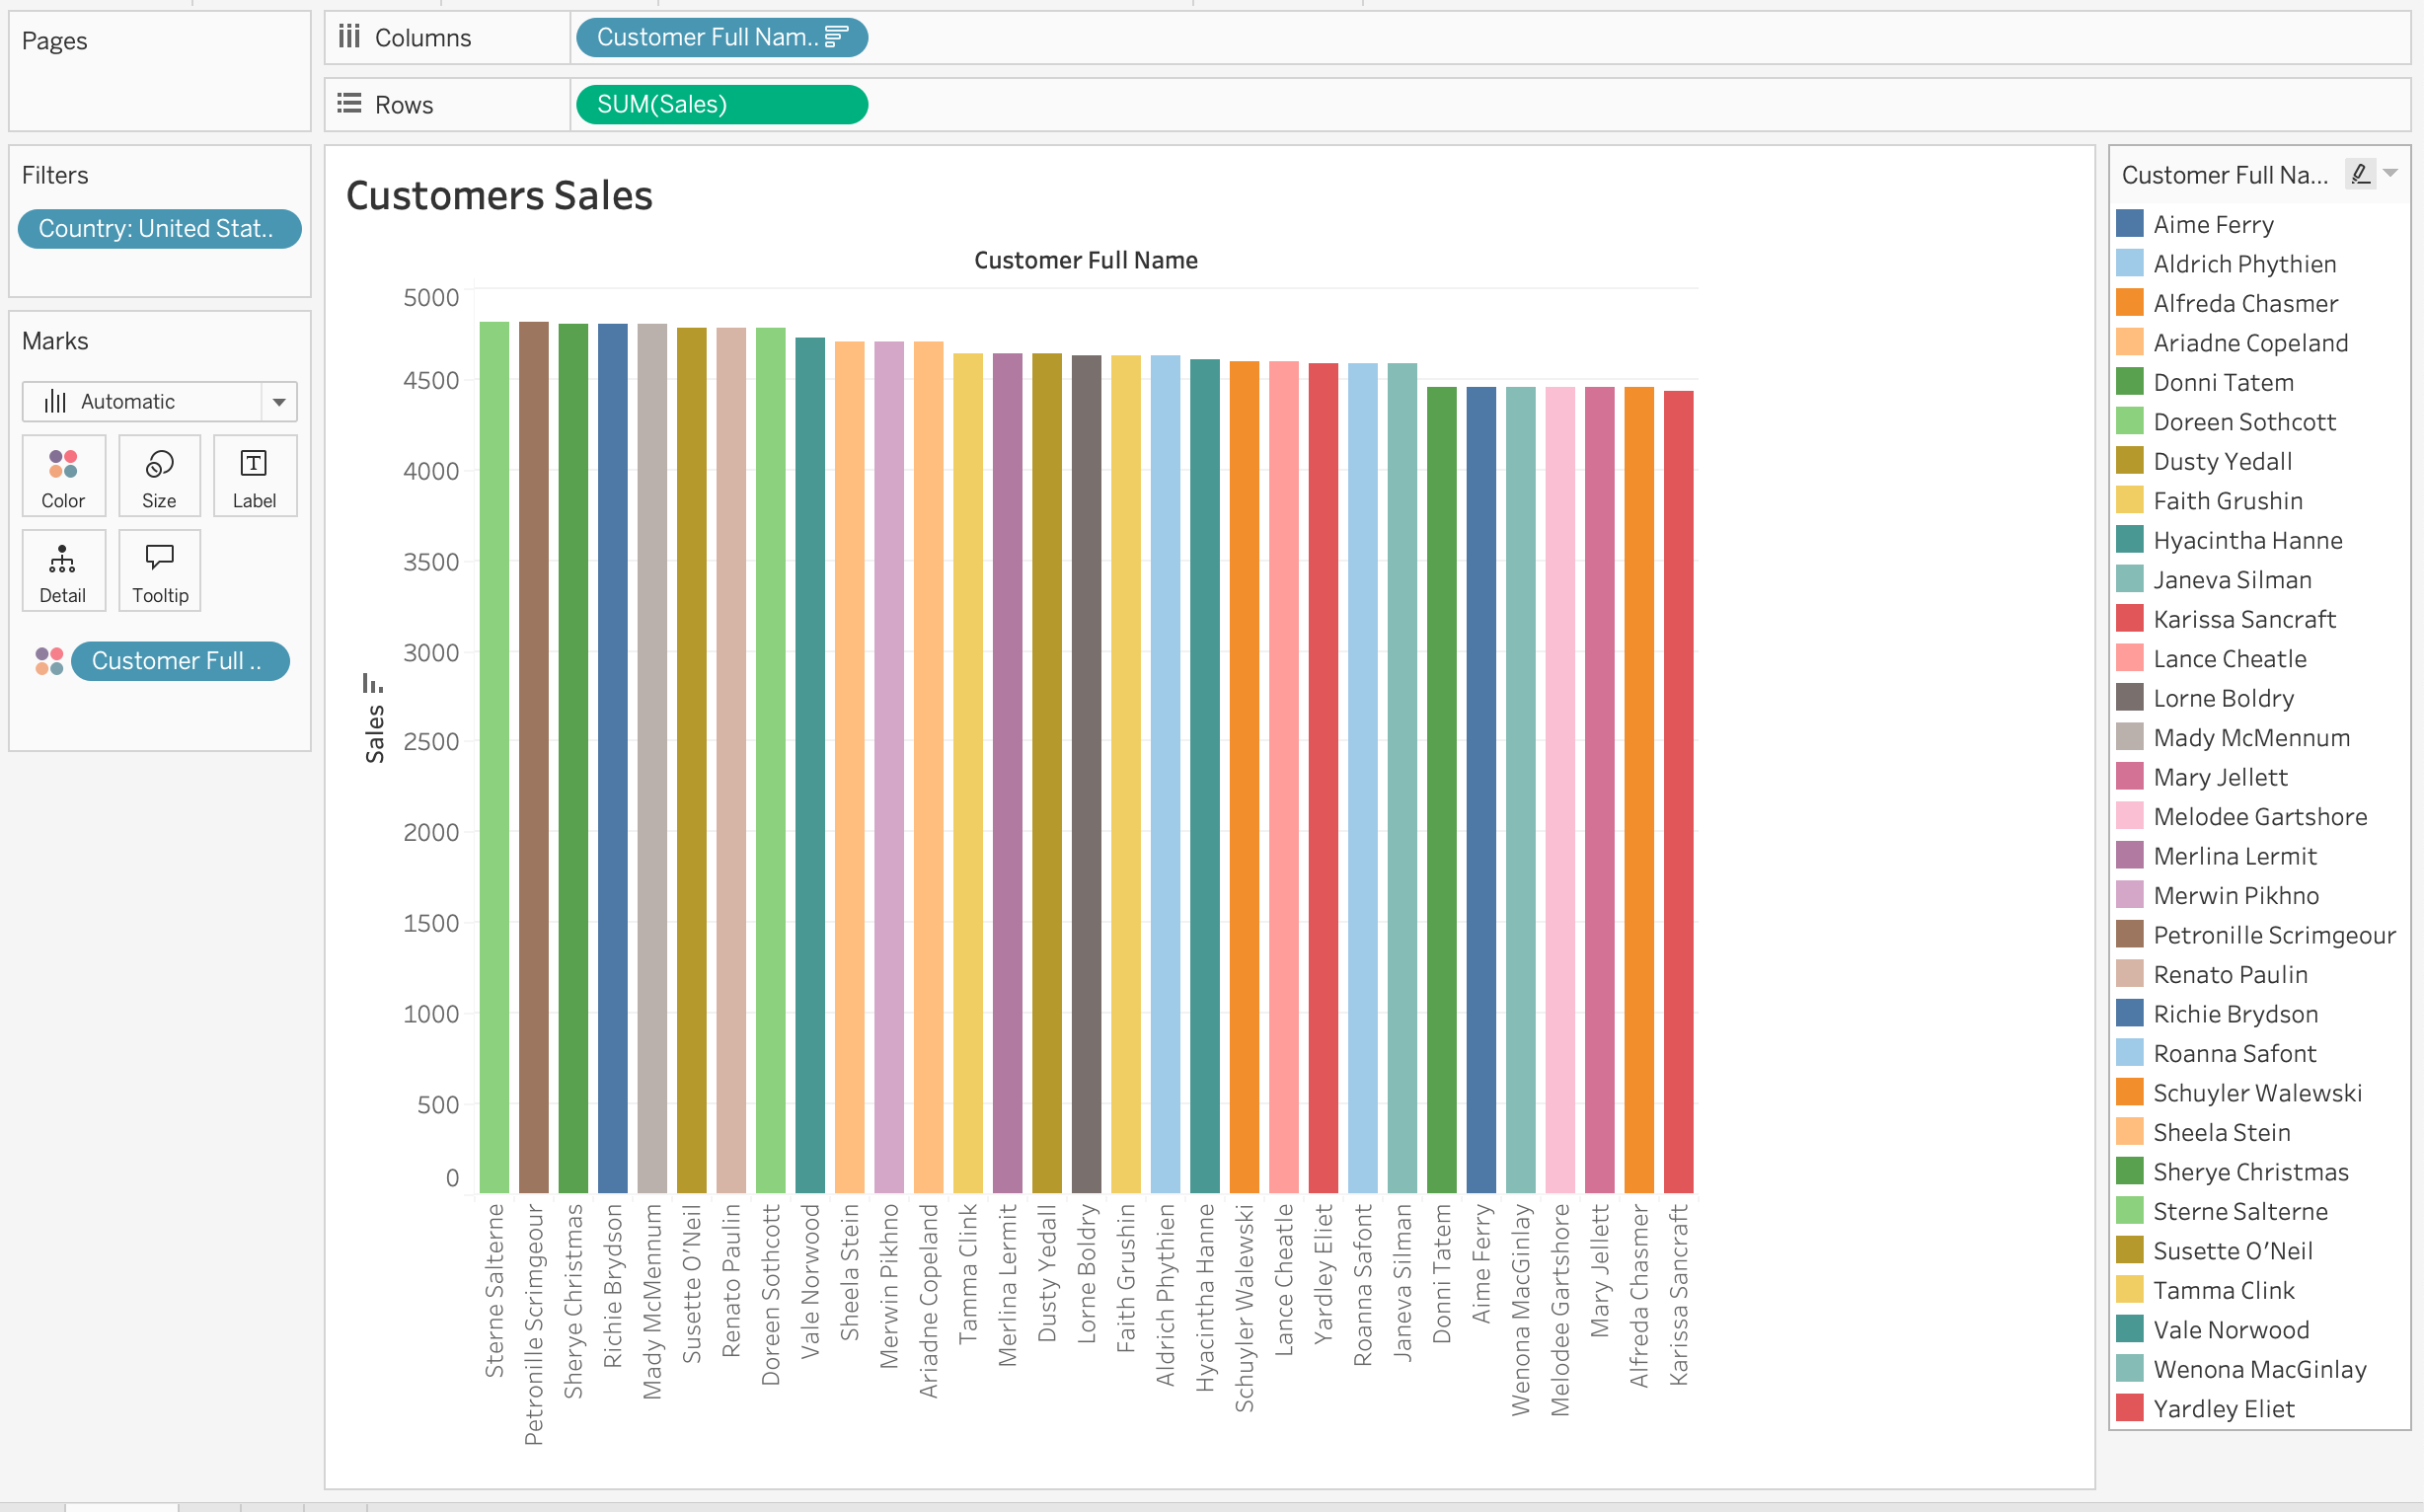 Pages
Columns
Customer Full Nam..
Rows
SUM(Sales)
Filters
Country: United Stat..
Marks
Automatic
Color
Size
Label
Detail
Tooltip
Customer Full ..
Customers Sales
Customer Full Name
Sales
5000
4500
4000
3500
3000
2500
2000
1500
1000
500
0
Sterne Salterne
Petronille Scrimgeour
Sherye Christmas
Richie Brydson
Mady McMennum
Susette O'Neil
Renato Paulin
Doreen Sothcott
Vale Norwood
Sheela Stein
Merwin Pikhno
Ariadne Copeland
Tamma Clink
Merlina Lermit
Dusty Yedall
Lorne Boldry
Faith Grushin
Aldrich Phythien
Hyacintha Hanne
Schuyler Walewski
Lance Cheatle
Yardley Eliet
Roanna Safont
Janeva Silman
Donni Tatem
Aime Ferry
Wenona MacGinlay
Melodee Gartshore
Mary Jellett
Alfreda Chasmer
Karissa Sancraft
Customer Full Na...
Aime Ferry
Aldrich Phythien
Alfreda Chasmer
Ariadne Copeland
Donni Tatem
Doreen Sothcott
Dusty Yedall
Faith Grushin
Hyacintha Hanne
Janeva Silman
Karissa Sancraft
Lance Cheatle
Lorne Boldry
Mady McMennum
Mary Jellett
Melodee Gartshore
Merlina Lermit
Merwin Pikhno
Petronille Scrimgeour
Renato Paulin
Richie Brydson
Roanna Safont
Schuyler Walewski
Sheela Stein
Sherye Christmas
Sterne Salterne
Susette O'Neil
Tamma Clink
Vale Norwood
Wenona MacGinlay
Yardley Eliet